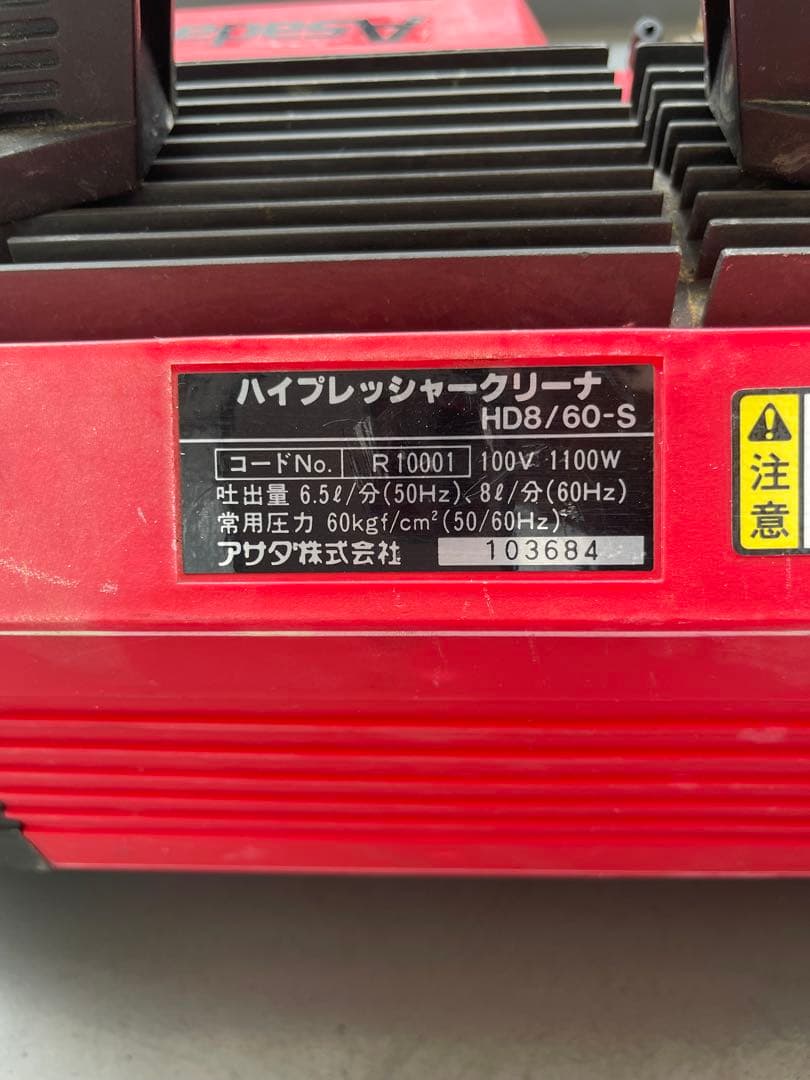 Asada
ハイプレッシャークリーナ
HD8/60-S
コードNo. R10001 100V 1100W
吐出量 6.5ℓ/分(50Hz)、8ℓ/分(60Hz)
常用圧力 60kgf/cm²(50/60Hz)
アサダ株式会社 103684
注意